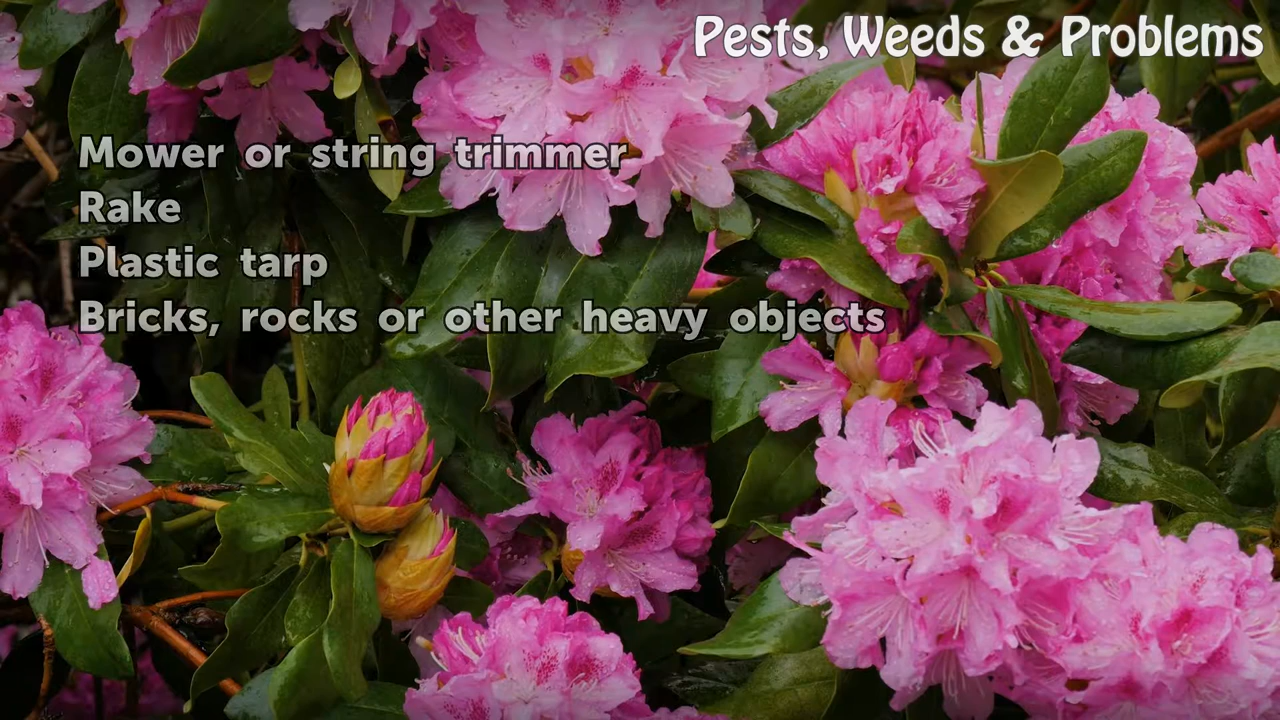 Pests, Weeds & Problems
Mower or string trimmer
Rake
Plastic tarp
Bricks, rocks or other heavy objects